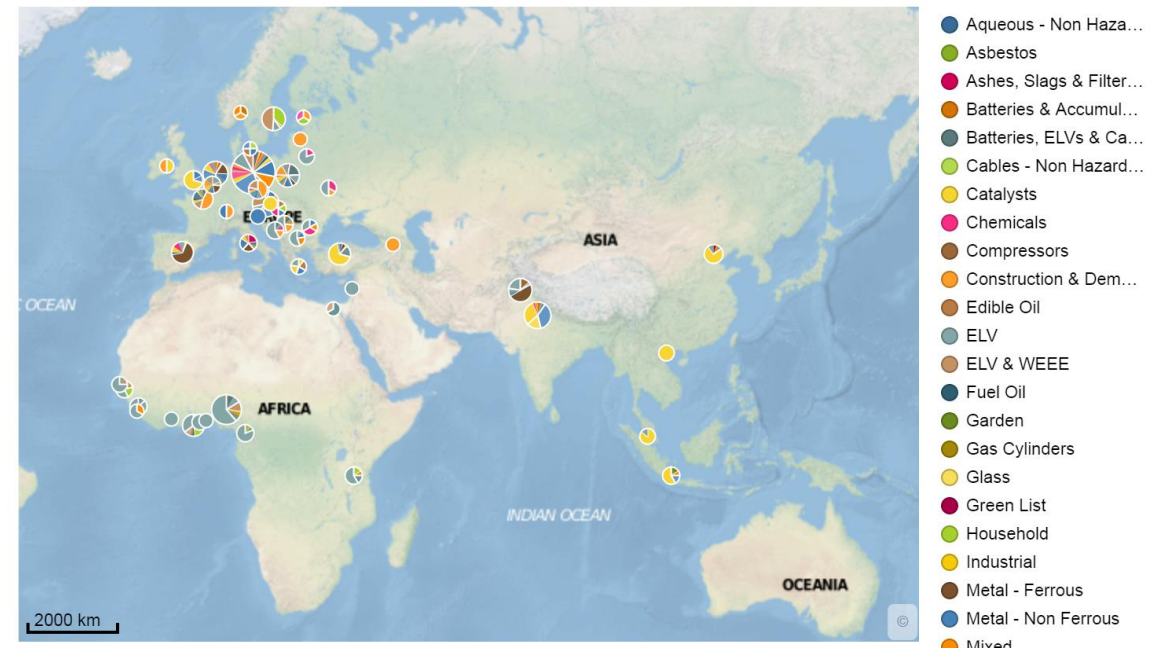 Aqueous - Non Haza…
Asbestos
Ashes, Slags & Filter…
Batteries & Accumul…
Batteries, ELVs & Ca…
Cables - Non Hazard…
Catalysts
Chemicals
Compressors
Construction & Dem…
Edible Oil
ELV
ELV & WEEE
Fuel Oil
Garden
Gas Cylinders
Glass
Green List
Household
Industrial
Metal - Ferrous
Metal - Non Ferrous
Mixed
EUROPE
ASIA
C OCEAN
AFRICA
INDIAN OCEAN
OCEANIA
2000 km
©